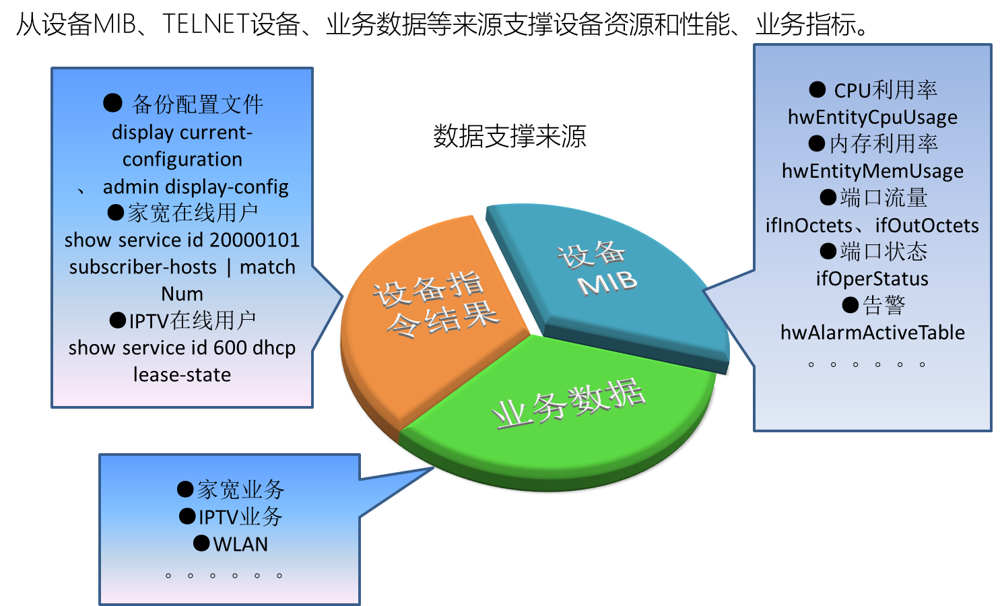 从设备MIB、TELNET设备、业务数据等来源支撑设备资源和性能、业务指标。
● 备份配置文件
display current-
configuration
、 admin display-config
●家宽在线用户
show service id 20000101
subscriber-hosts | match
Num
●IPTV在线用户
show service id 600 dhcp
lease-state
数据支撑来源
设备指
令结果
设备
MIB
业务数据
● CPU利用率
hwEntityCpuUsage
●内存利用率
hwEntityMemUsage
●端口流量
ifInOctets、ifOutOctets
●端口状态
ifOperStatus
●告警
hwAlarmActiveTable
。。。。。。
●家宽业务
●IPTV业务
●WLAN
。。。。。。